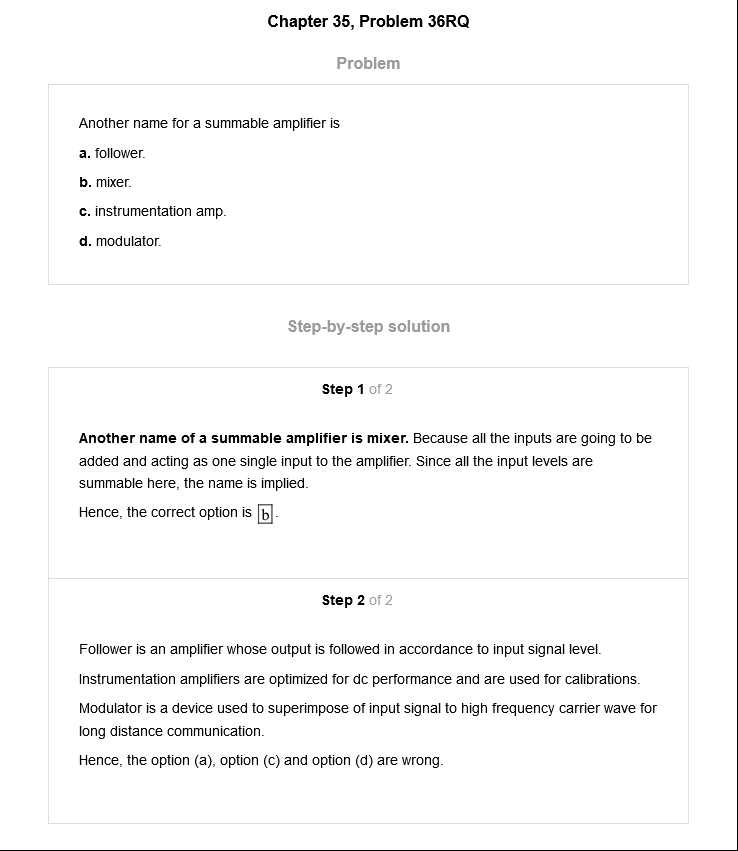 Chapter 35, Problem 36RQ
Problem
Another name for a summable amplifier is
a. follower.
b. mixer.
c. instrumentation amp.
d. modulator.
Step-by-step solution
Step 1 of 2
Another name of a summable amplifier is mixer. Because all the inputs are going to be
added and acting as one single input to the amplifier. Since all the input levels are
summable here, the name is implied.
Hence, the correct option is b.
Step 2 of 2
Follower is an amplifier whose output is followed in accordance to input signal level.
Instrumentation amplifiers are optimized for dc performance and are used for calibrations.
Modulator is a device used to superimpose of input signal to high frequency carrier wave for
long distance communication.
Hence, the option (a), option (c) and option (d) are wrong.